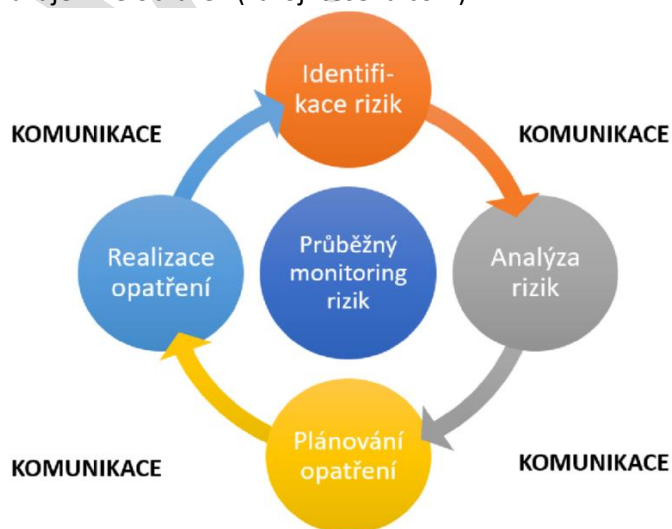 Identifi-
kace rizik
KOMUNIKACE
KOMUNIKACE
Realizace
opatření
Průběžný
monitoring
rizik
Analýza
rizik
Plánování
opatření
KOMUNIKACE
KOMUNIKACE